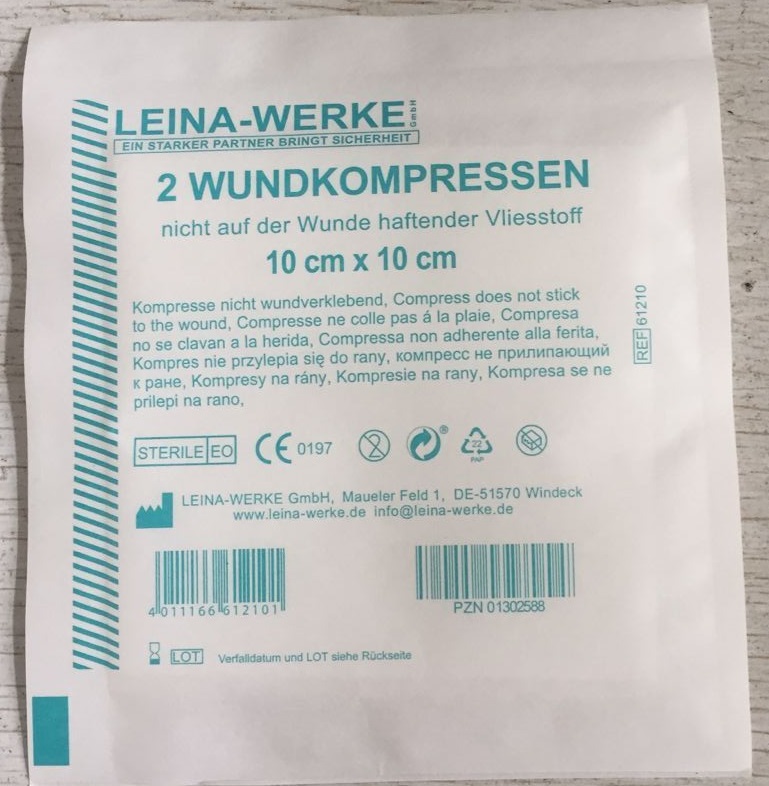 LEINA-WERKE GmbH
EIN STARKER PARTNER BRINGT SICHERHEIT
2 WUNDKOMPRESSEN
nicht auf der Wunde haftender Vliesstoff
10 cm x 10 cm
Kompresse nicht wundverklebend, Compress does not stick
to the wound, Compresse ne colle pas á la plaie, Compresa
no se clavan a la herida, Compressa non adherente alla ferita,
Kompres nie przylepia się do rany, компресс не прилипающий
к ране, Kompresy na rány, Kompresie na rany, Kompresa se ne
prilepi na rano,
REF 61210
STERILE EO CE 0197 2 ® 22
PAP
LEINA-WERKE GmbH, Maueler Feld 1, DE-51570 Windeck
www.leina-werke.de info@leina-werke.de
4 011166 612101
PZN 01302588
LOT Verfalldatum und LOT siehe Rückseite